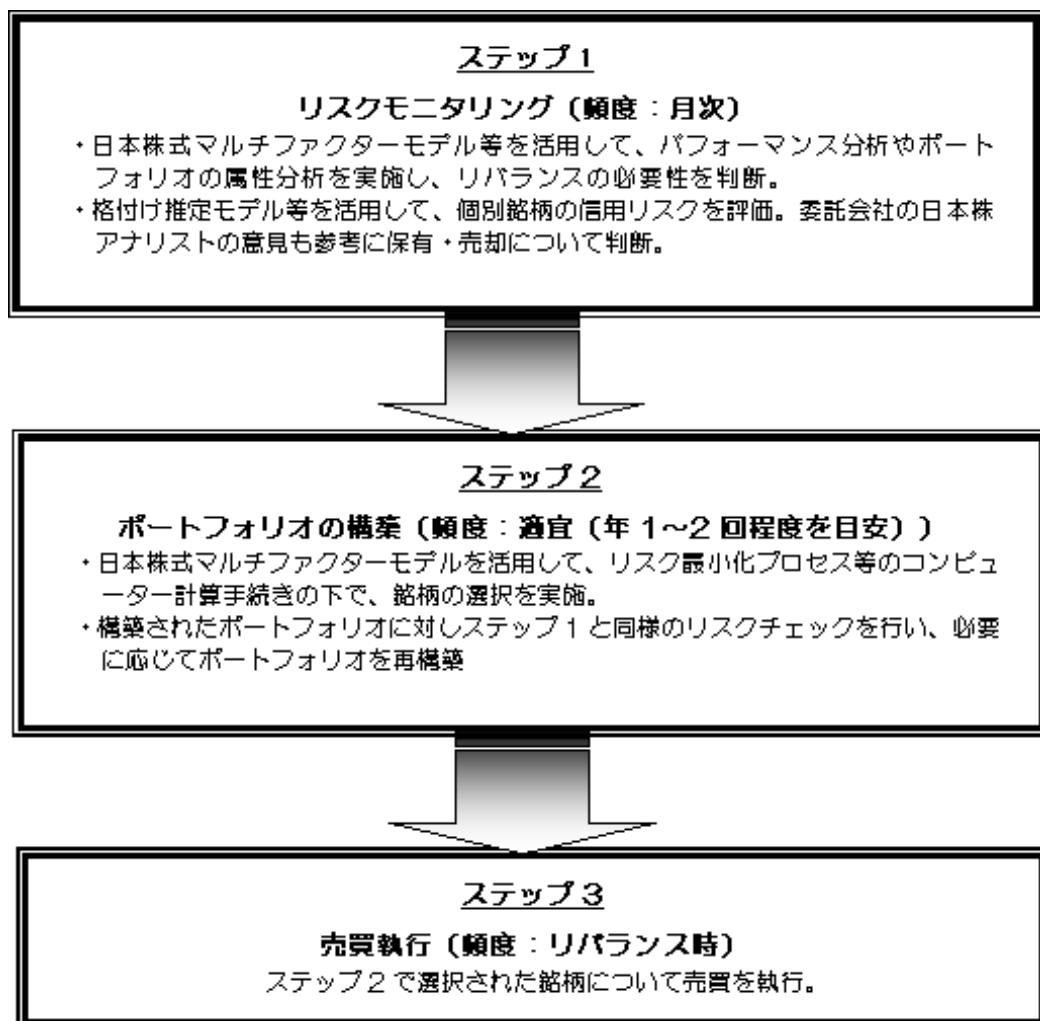 ステップ1
リスクモニタリング（頻度：月次）
・日本株式マルチファクターモデル等を活用して、パフォーマンス分析やポート
フォリオの属性分析を実施し、リバランスの必要性を判断。
・格付け推定モデル等を活用して、個別銘柄の信用リスクを評価。委託会社の日本株
アナリストの意見も参考に保有・売却について判断。
ステップ2
ポートフォリオの構築（頻度：適宜（年1～2回程度を目安））
・日本株式マルチファクターモデルを活用して、リスク最小化プロセス等のコンピュ
ーター計算手続きの下で、銘柄の選択を実施。
・構築されたポートフォリオに対しステップ1と同様のリスクチェックを行い、必要
に応じてポートフォリオを再構築
ステップ3
売買執行（頻度：リバランス時）
ステップ2で選択された銘柄について売買を執行。